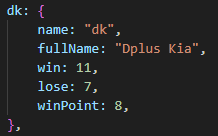 dk: {
    name: "dk",
    fullName: "Dplus Kia",
    win: 11,
    lose: 7,
    winPoint: 8,
},